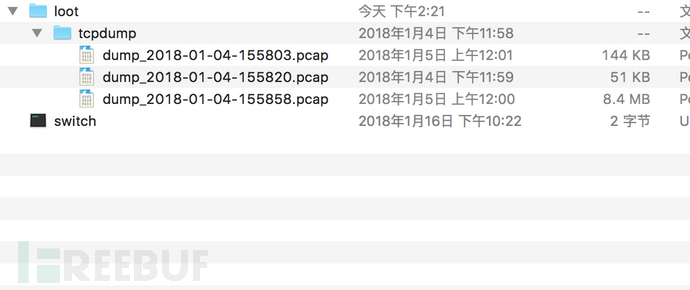 loot 今天 下午2:21 -- 文
tcpdump 2018年1月4日 下午11:58 -- 文
dump_2018-01-04-155803.pcap 2018年1月5日 上午12:01 144 KB Po
dump_2018-01-04-155820.pcap 2018年1月4日 下午11:59 51 KB Po
dump_2018-01-04-155858.pcap 2018年1月5日 上午12:00 8.4 MB Po
switch 2018年1月16日 下午10:22 2 字节 U
FREEBUF